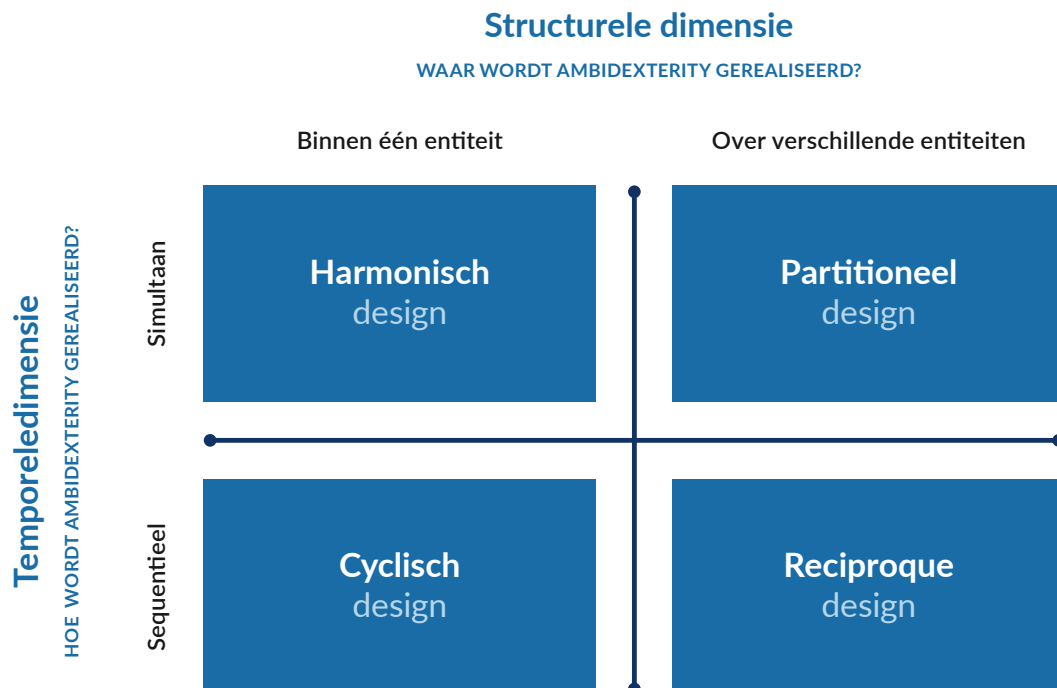 Structurele dimensie
WAAR WORDT AMBIDEXTERITY GEREALISEERD?
Binnen één entiteit
Over verschillende entiteiten
Temporeledimensie
HOE WORDT AMBIDEXTERITY GEREALISEERD?
Simultaan
Harmonisch
design
Partitioneel
design
Sequentieel
Cyclisch
design
Reciproque
design